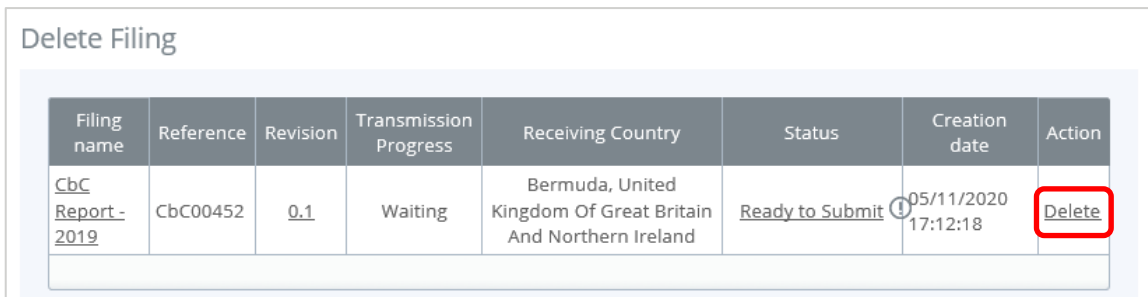 Delete Filing
Filing name Reference Revision Transmission Progress Receiving Country Status Creation date Action
CbC Report - 2019 CbC00452 0.1 Waiting Bermuda, United Kingdom Of Great Britain And Northern Ireland Ready to Submit 05/11/2020 17:12:18 Delete